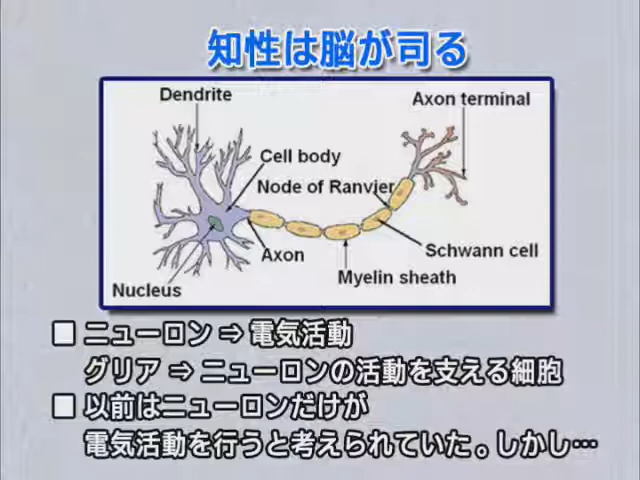 知性は脳が司る
Dendrite
Axon terminal
Cell body
Node of Ranvier
Axon
Schwann cell
Myelin sheath
Nucleus
■ ニューロン ⇒ 電気活動
グリア ⇒ ニューロンの活動を支える細胞
■ 以前はニューロンだけが
電気活動を行うと考えられていた。しかし…